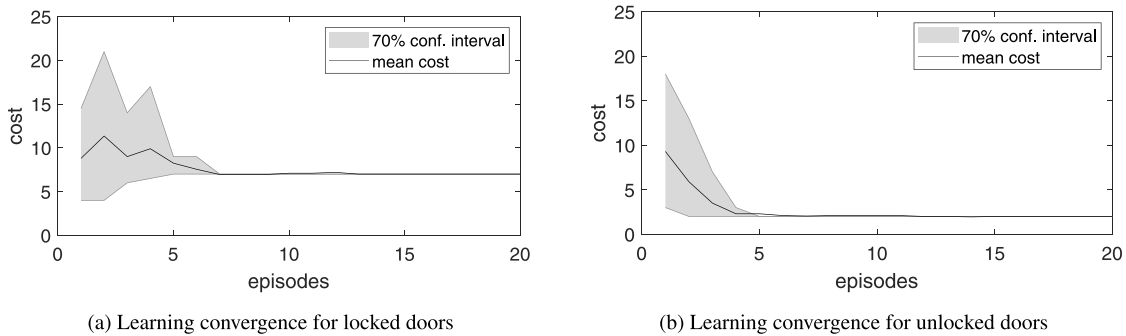 25
20
15
10
5
0
cost
70% conf. interval
mean cost
0 5 10 15 20
episodes
(a) Learning convergence for locked doors
25
20
15
10
5
0
cost
70% conf. interval
mean cost
0 5 10 15 20
episodes
(b) Learning convergence for unlocked doors